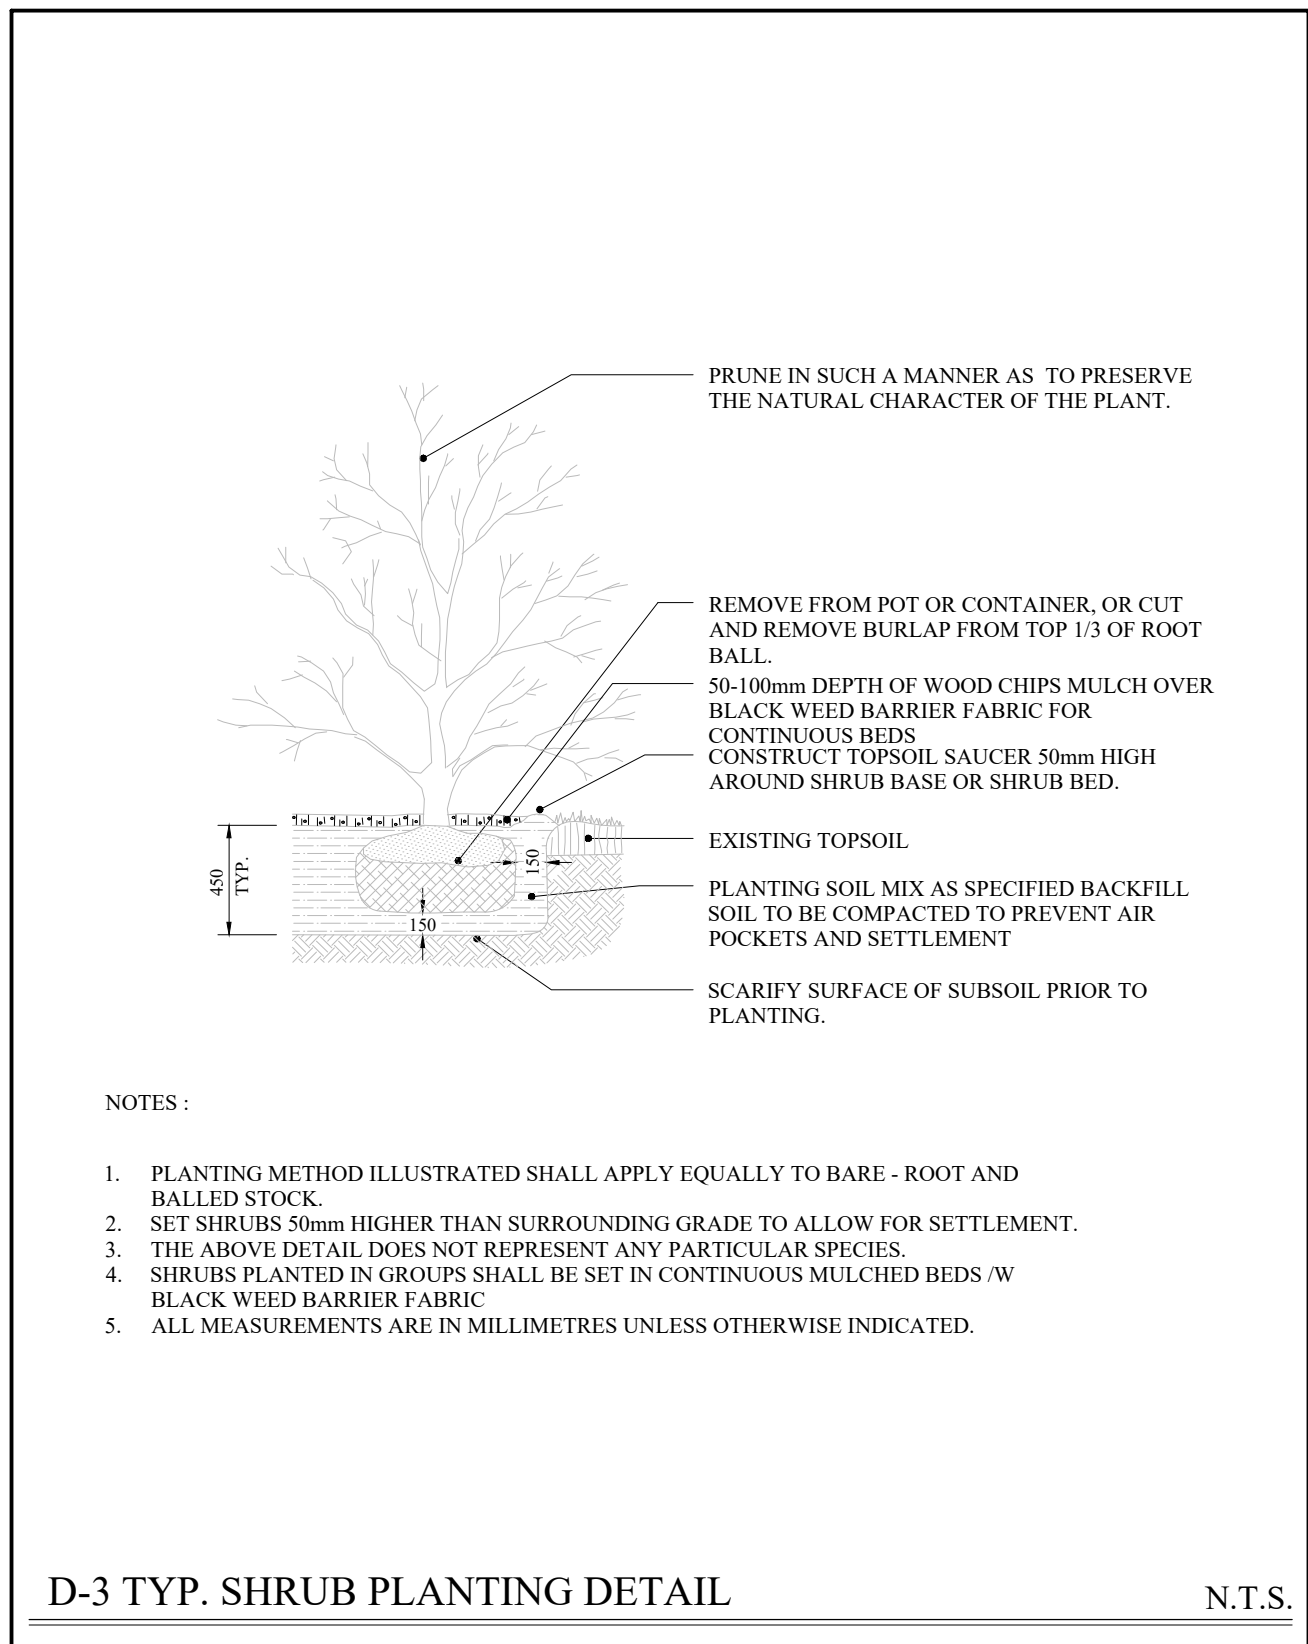 PRUNE IN SUCH A MANNER AS TO PRESERVE
THE NATURAL CHARACTER OF THE PLANT.
REMOVE FROM POT OR CONTAINER, OR CUT
AND REMOVE BURLAP FROM TOP 1/3 OF ROOT
BALL.
50-100mm DEPTH OF WOOD CHIPS MULCH OVER
BLACK WEED BARRIER FABRIC FOR
CONTINUOUS BEDS
CONSTRUCT TOPSOIL SAUCER 50mm HIGH
AROUND SHRUB BASE OR SHRUB BED.
EXISTING TOPSOIL
PLANTING SOIL MIX AS SPECIFIED BACKFILL
SOIL TO BE COMPACTED TO PREVENT AIR
POCKETS AND SETTLEMENT
SCARIFY SURFACE OF SUBSOIL PRIOR TO
PLANTING.
450
TYP.
150
150
NOTES :
1. PLANTING METHOD ILLUSTRATED SHALL APPLY EQUALLY TO BARE - ROOT AND
BALLED STOCK.
2. SET SHRUBS 50mm HIGHER THAN SURROUNDING GRADE TO ALLOW FOR SETTLEMENT.
3. THE ABOVE DETAIL DOES NOT REPRESENT ANY PARTICULAR SPECIES.
4. SHRUBS PLANTED IN GROUPS SHALL BE SET IN CONTINUOUS MULCHED BEDS /W
BLACK WEED BARRIER FABRIC
5. ALL MEASUREMENTS ARE IN MILLIMETRES UNLESS OTHERWISE INDICATED.
D-3 TYP. SHRUB PLANTING DETAIL
N.T.S.